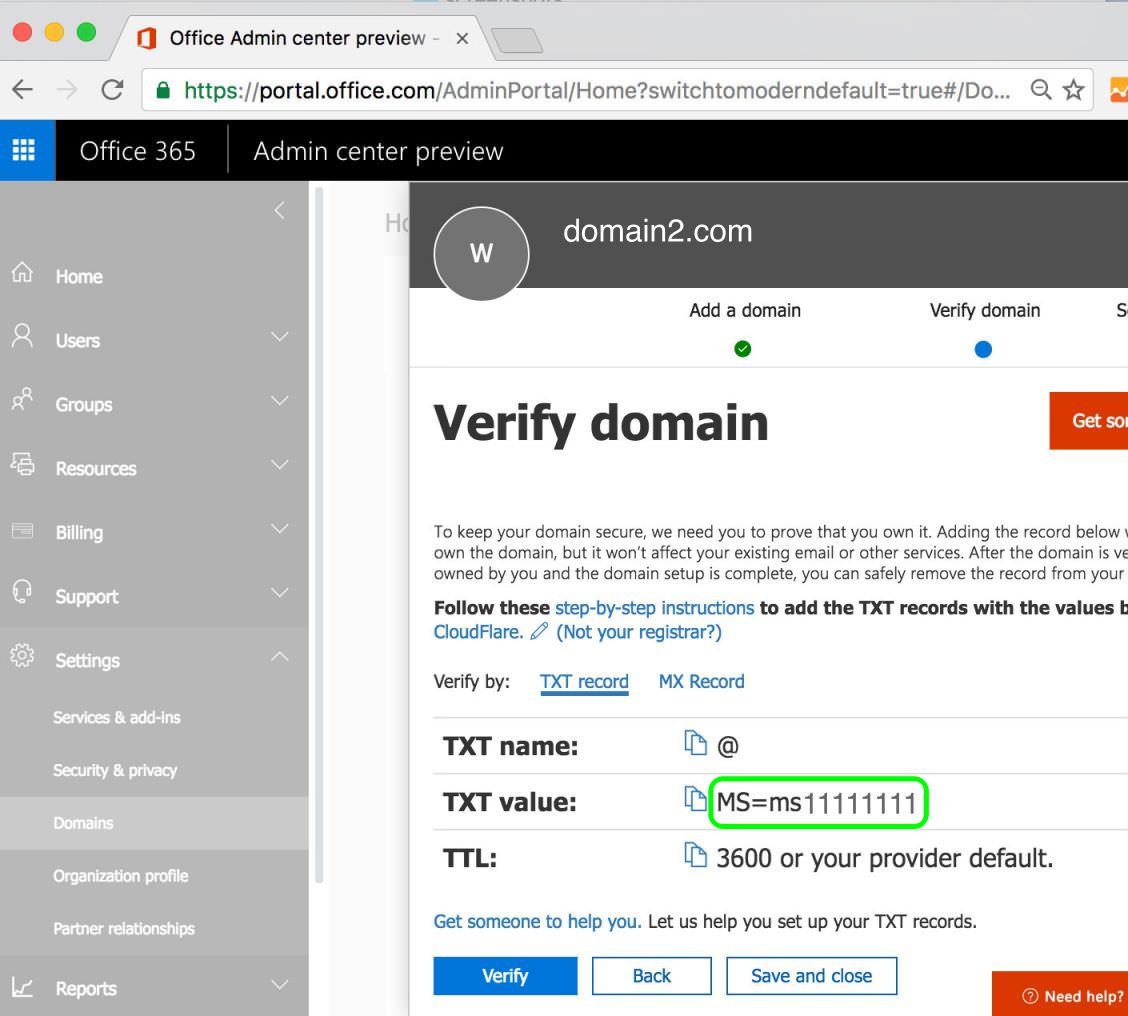 Office Admin center preview -
https://portal.office.com/AdminPortal/Home?switchtomoderndefault=true#/Do...
Office 365
Admin center preview
Home
Users
Groups
Resources
Billing
Support
Settings
Services & add-ins
Security & privacy
Domains
Organization profile
Partner relationships
Reports
W
domain2.com
Add a domain
Verify domain
Verify domain
Get
To keep your domain secure, we need you to prove that you own it. Adding the record below
own the domain, but it won't affect your existing email or other services. After the domain is
owned by you and the domain setup is complete, you can safely remove the record from your
Follow these step-by-step instructions to add the TXT records with the values
CloudFlare. (Not your registrar?)
Verify by: TXT record MX Record
TXT name: @
TXT value: MS=ms11111111
TTL: 3600 or your provider default.
Get someone to help you. Let us help you set up your TXT records.
Verify
Back
Save and close
Need help?